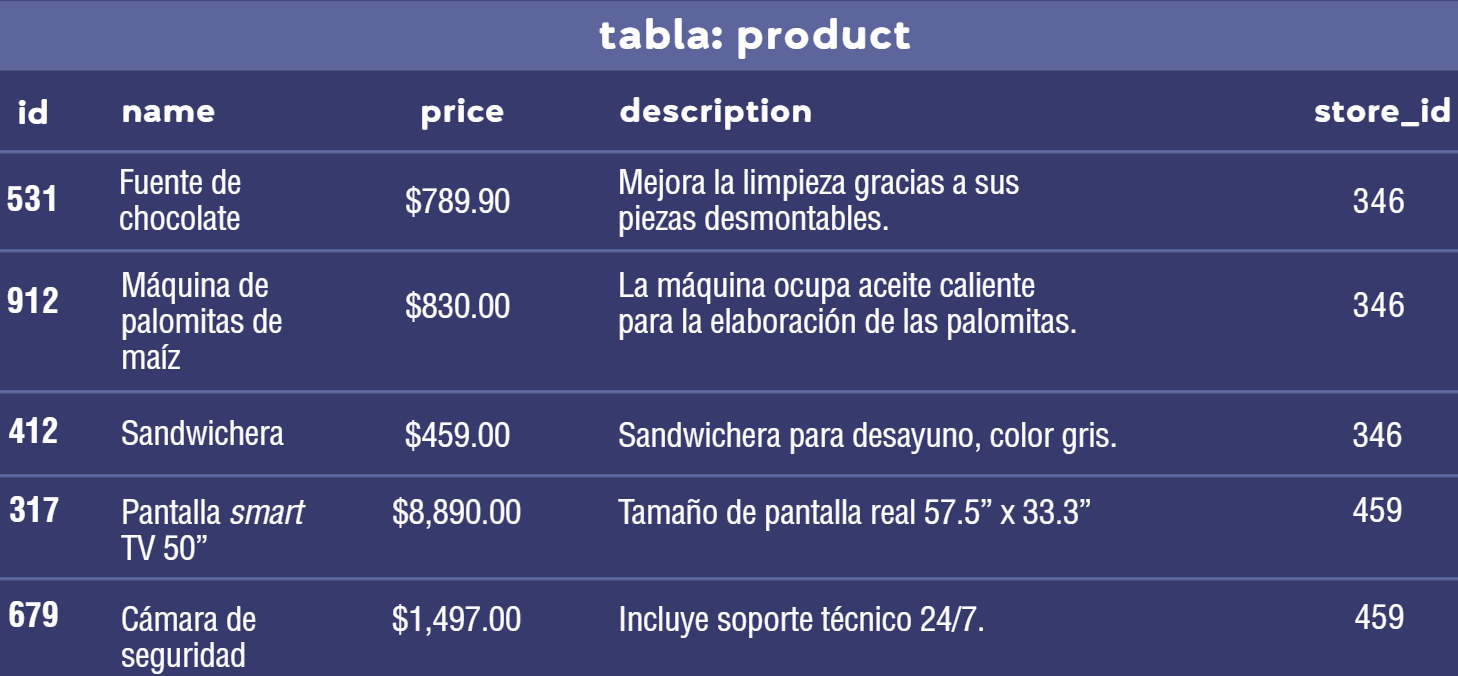 tabla: product
id name price description store_id
531 Fuente de chocolate $789.90 Mejora la limpieza gracias a sus piezas desmontables. 346
912 Máquina de palomitas de maíz $830.00 La máquina ocupa aceite caliente para la elaboración de las palomitas. 346
412 Sandwichera $459.00 Sandwichera para desayuno, color gris. 346
317 Pantalla smart TV 50” $8,890.00 Tamaño de pantalla real 57.5” x 33.3” 459
679 Cámara de seguridad $1,497.00 Incluye soporte técnico 24/7. 459